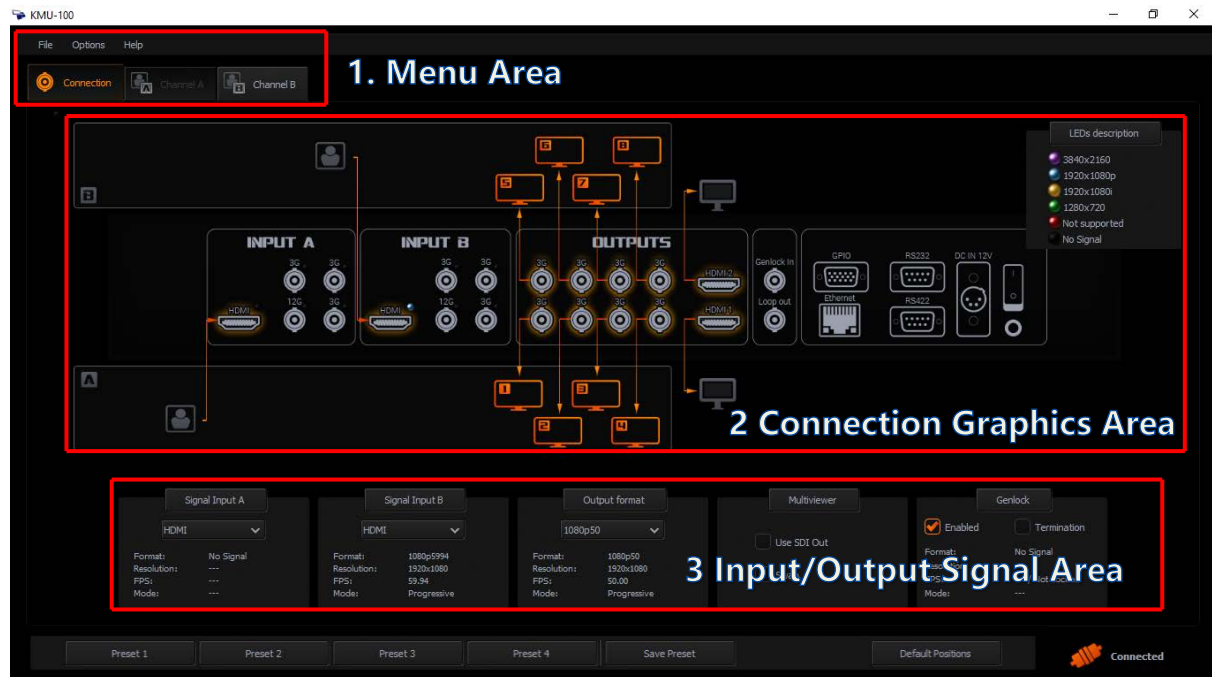 KMU-100
File Options Help
Connection Channel A Channel B
1. Menu Area
LEDs description
3840x2160
1920x1080p
1920x1080i
1280x720
Not supported
No Signal
6 8
5 7
B
INPUT A INPUT B OUTPUTS
3G 3G 3G 3G 3G 3G 3G 3G HDMI-2 Genlock In GPIO RS232 DC IN 12V
HDMI 12G 3G HDMI 12G 3G 3G 3G 3G 3G HDMI-1 Loop out Ethernet RS422
A
1 3
2 4
2 Connection Graphics Area
Signal Input A
HDMI
Format: No Signal
Resolution: ---
FPS: ---
Mode: ---
Signal Input B
HDMI
Format: 1080p5994
Resolution: 1920x1080
FPS: 59.94
Mode: Progressive
Output format
1080p50
Format: 1080p50
Resolution: 1920x1080
FPS: 50.00
Mode: Progressive
Multiviewer
Use SDI Out
Genlock
Enabled Termination
Format: No Signal
FPS:
Mode: ---
3 Input/Output Signal Area
Preset 1 Preset 2 Preset 3 Preset 4 Save Preset Default Positions Connected